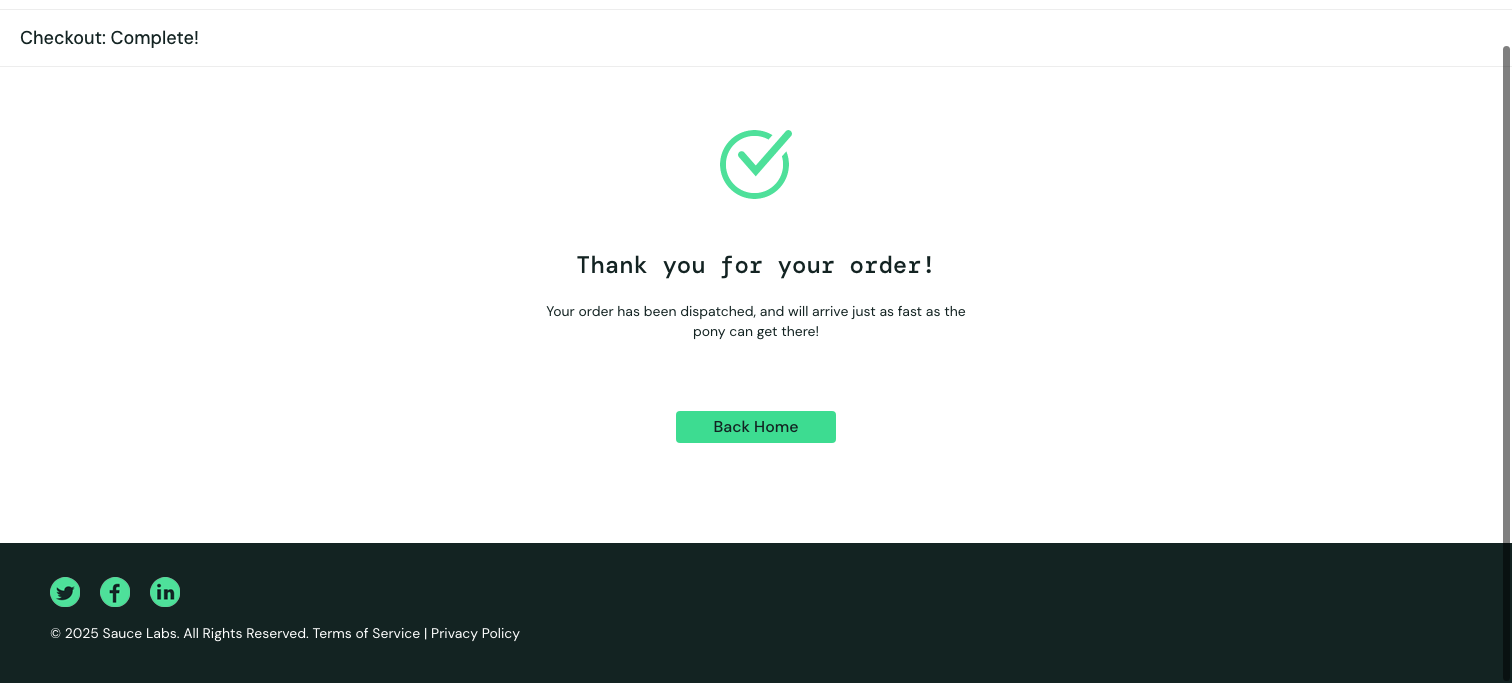 Checkout: Complete!
Thank you for your order!
Your order has been dispatched, and will arrive just as fast as the
pony can get there!
Back Home
© 2025 Sauce Labs. All Rights Reserved. Terms of Service | Privacy Policy